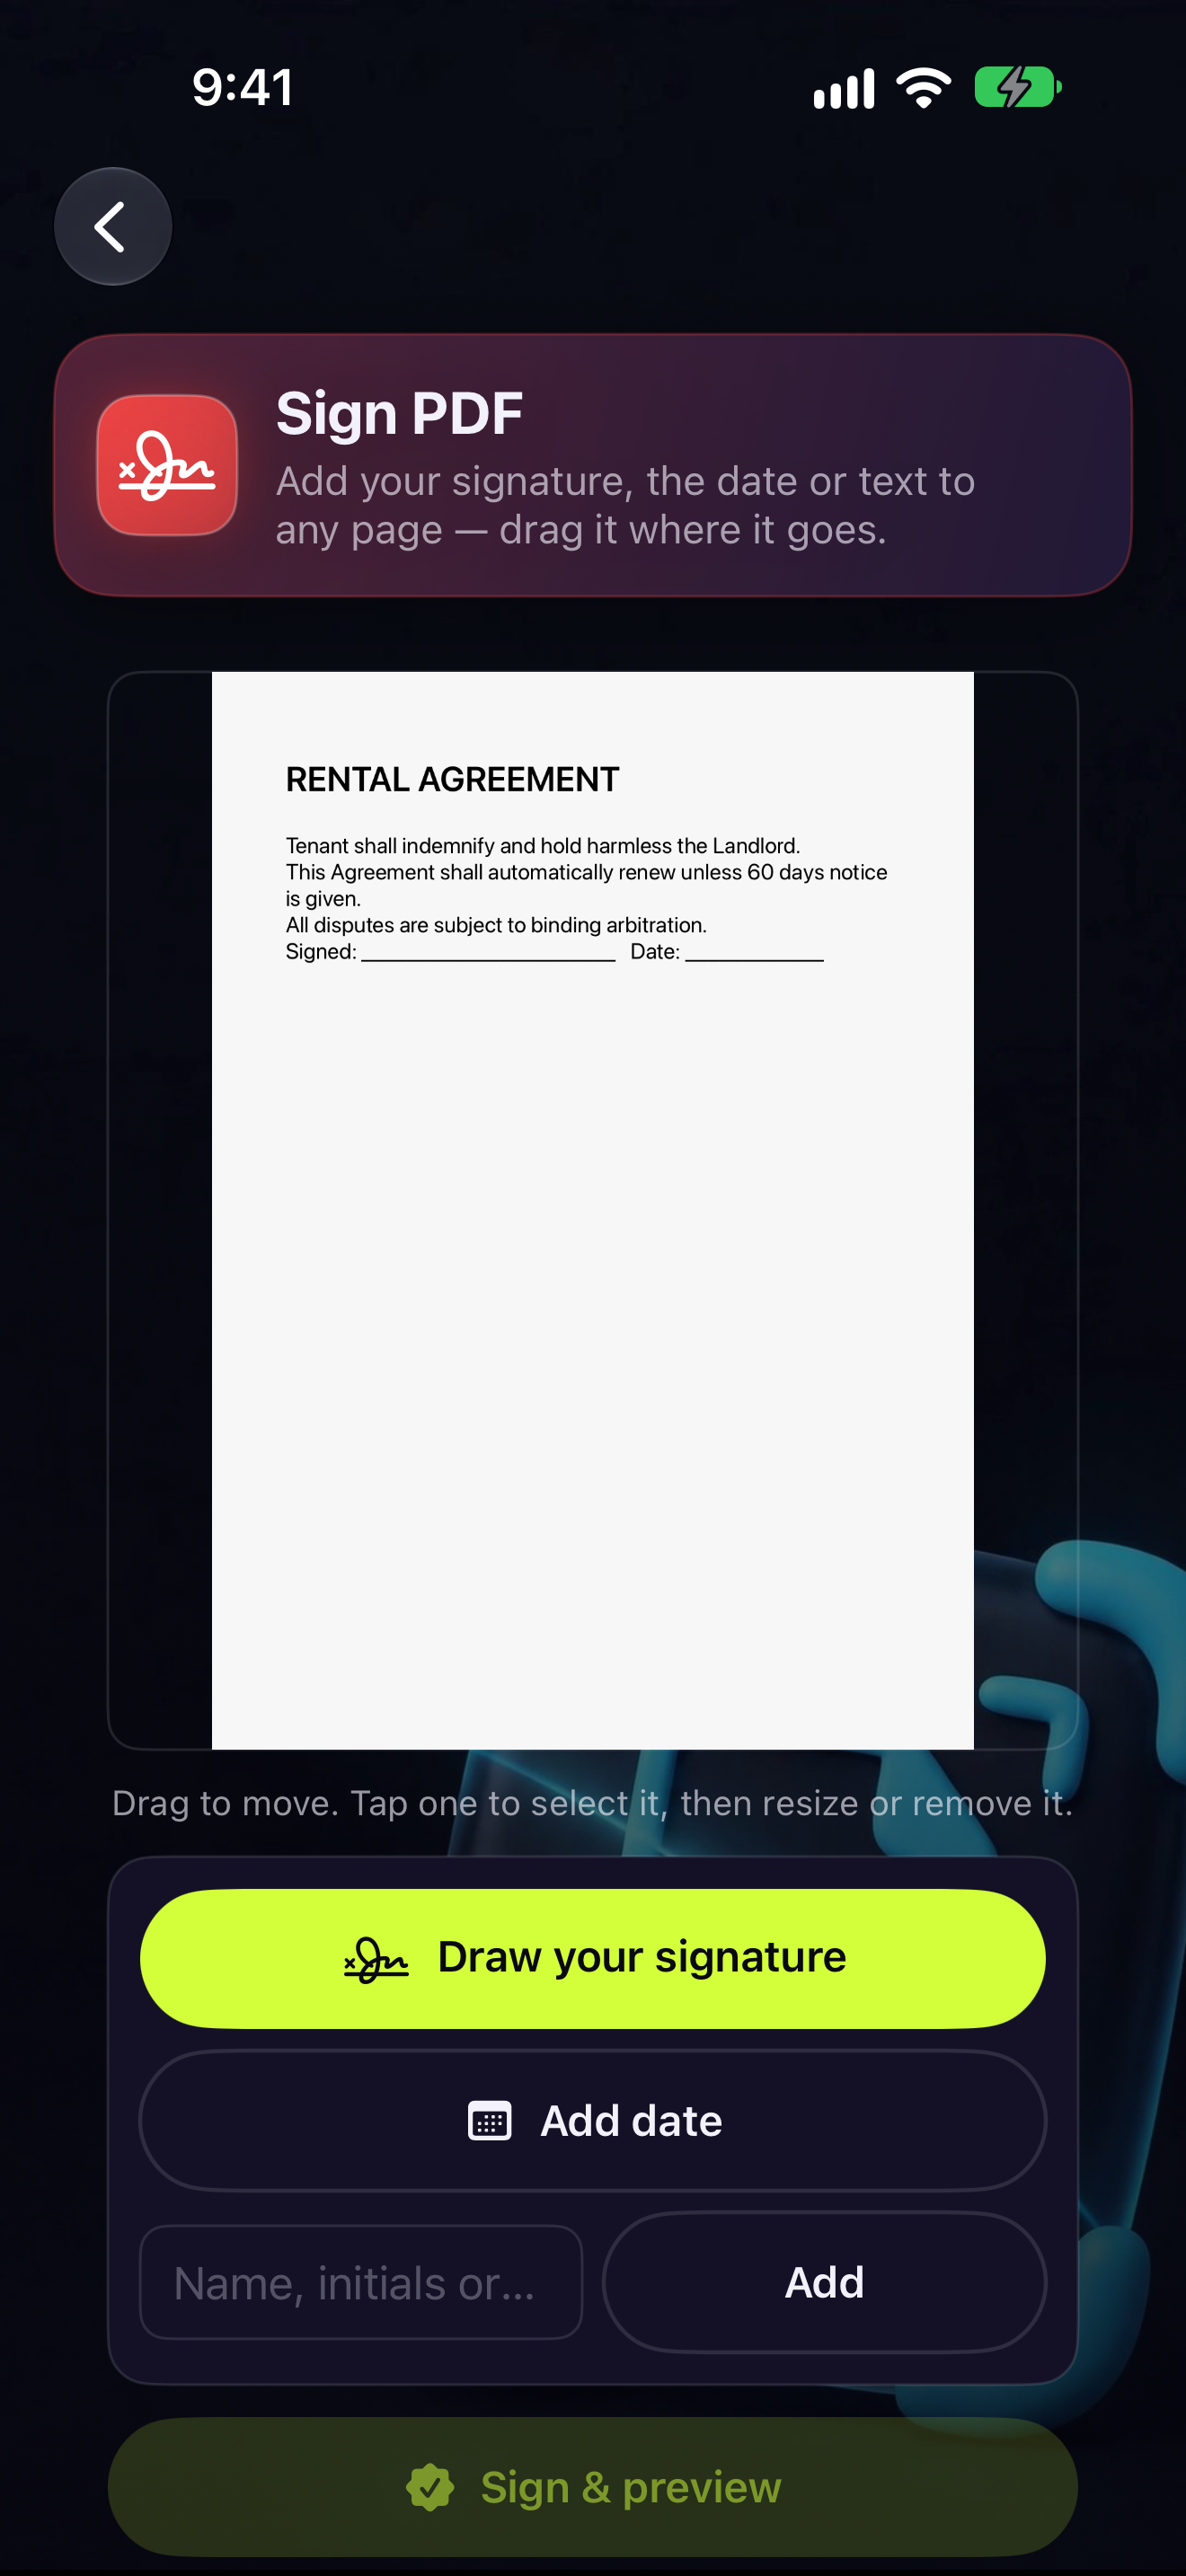 9:41
Sign PDF
Add your signature, the date or text to
any page — drag it where it goes.
RENTAL AGREEMENT
Tenant shall indemnify and hold harmless the Landlord.
This Agreement shall automatically renew unless 60 days notice
is given.
All disputes are subject to binding arbitration.
Signed: ______________________ Date: ____________
Drag to move. Tap one to select it, then resize or remove it.
Draw your signature
Add date
Name, initials or...
Add
Sign & preview